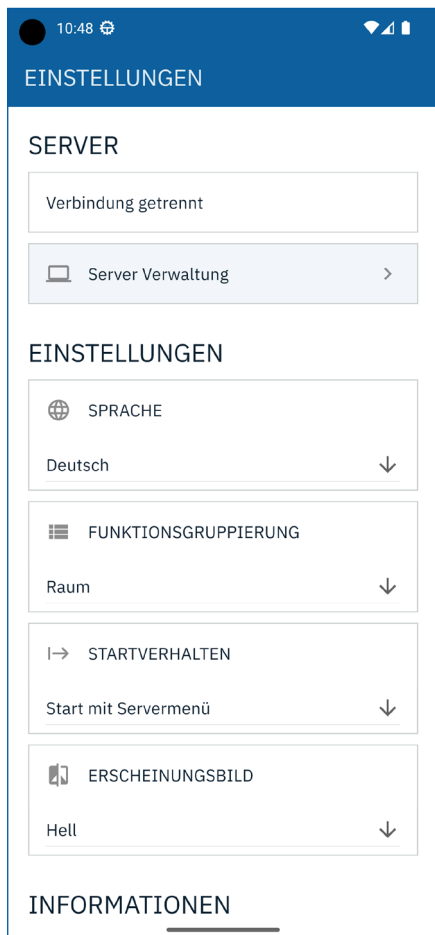 10:48
EINSTELLUNGEN
SERVER
Verbindung getrennt
Server Verwaltung
EINSTELLUNGEN
SPRACHE
Deutsch
FUNKTIONSGRUPPIERUNG
Raum
STARTVERHALTEN
Start mit Servermenü
ERSCHEINUNGSBILD
Hell
INFORMATIONEN